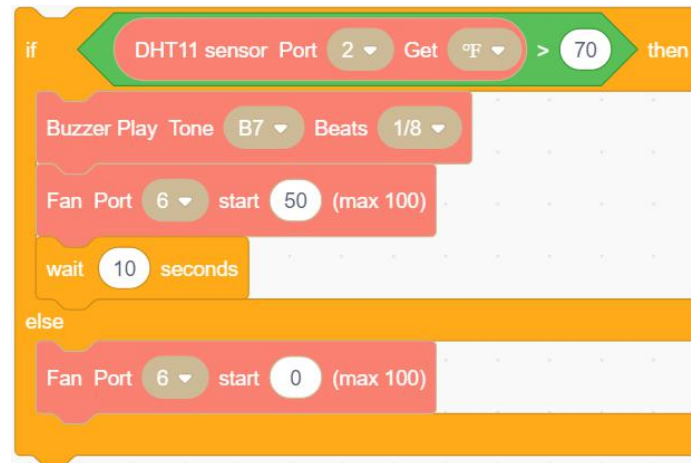 if DHT11 sensor Port 2 Get °F > 70 then
Buzzer Play Tone B7 Beats 1/8
Fan Port 6 start 50 (max 100)
wait 10 seconds
else
Fan Port 6 start 0 (max 100)